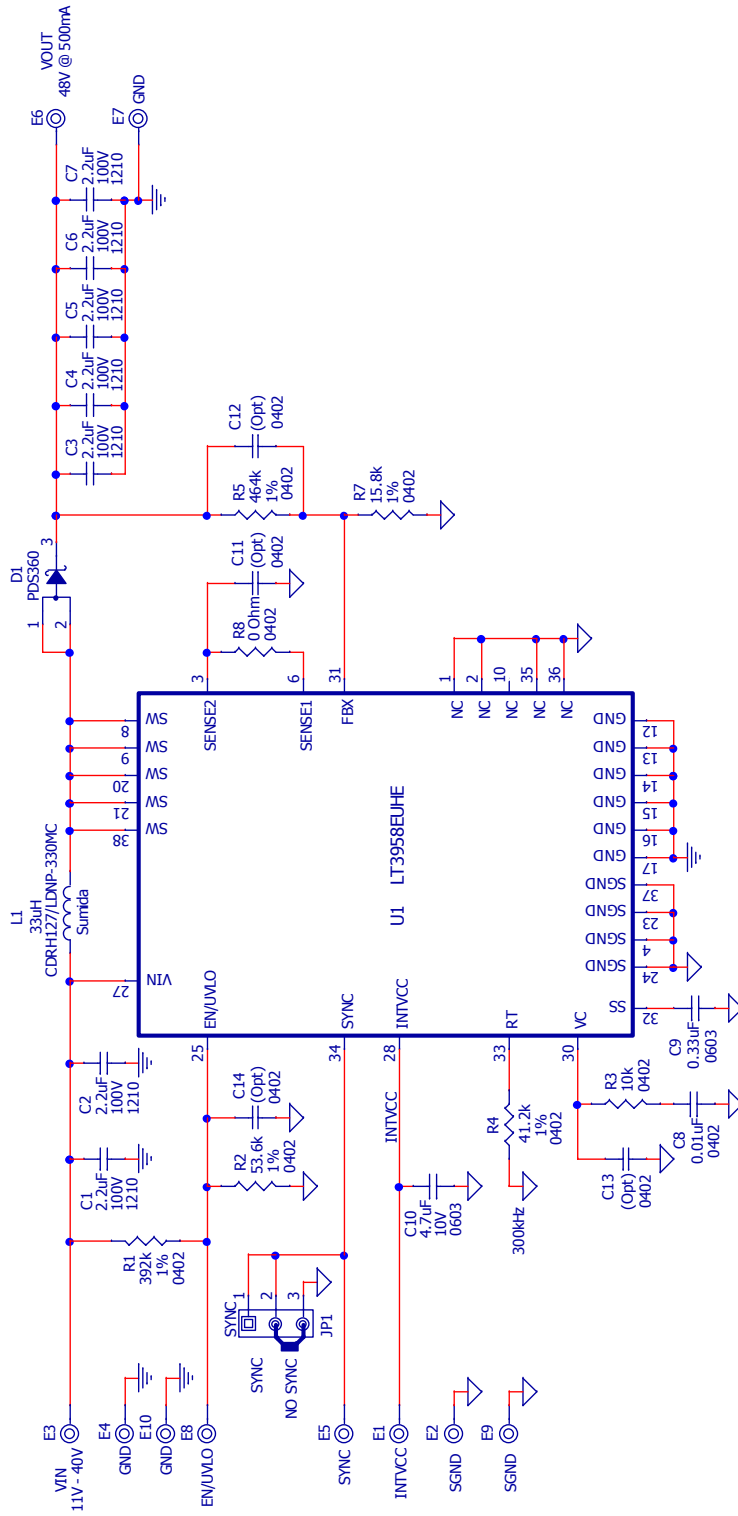 E3
VIN
11V - 40V
E4
GND
E10
GND
E8
EN/UVLO
E5
SYNC
E1
INTVCC
E2
SGND
E9
SGND
R1
392k
1%
0402
C1
2.2uF
100V
1210
C2
2.2uF
100V
1210
R2
53.6k
1%
0402
C14
(Opt)
0402
SYNC
1
2
3
JP1
SYNC
NO SYNC
INTVCC
C10
4.7uF
10V
0603
R4
41.2k
1%
0402
300kHz
C13
(Opt)
0402
R3
10k
0402
C8
0.01uF
0402
C9
0.33uF
0603
L1
33uH
CDRH127/LDNP-330MC
Sumida
U1 LT3958EUHE
27
VIN
25
EN/UVLO
34
SYNC
28
INTVCC
33
RT
30
VC
32
SS
38
SW
21
SW
20
SW
9
SW
8
SW
24
SGND
4
SGND
23
SGND
37
SGND
17
GND
16
GND
15
GND
14
GND
13
GND
12
GND
3
SENSE2
6
SENSE1
31
FBX
1
NC
2
NC
10
NC
35
NC
36
NC
D1
PDS360
1
2
3
R8
0 Ohm
0402
C11
(Opt)
0402
R5
464k
1%
0402
C12
(Opt)
0402
R7
15.8k
1%
0402
C3
2.2uF
100V
1210
C4
2.2uF
100V
1210
C5
2.2uF
100V
1210
C6
2.2uF
100V
1210
C7
2.2uF
100V
1210
E6
VOUT
48V @ 500mA
E7
GND